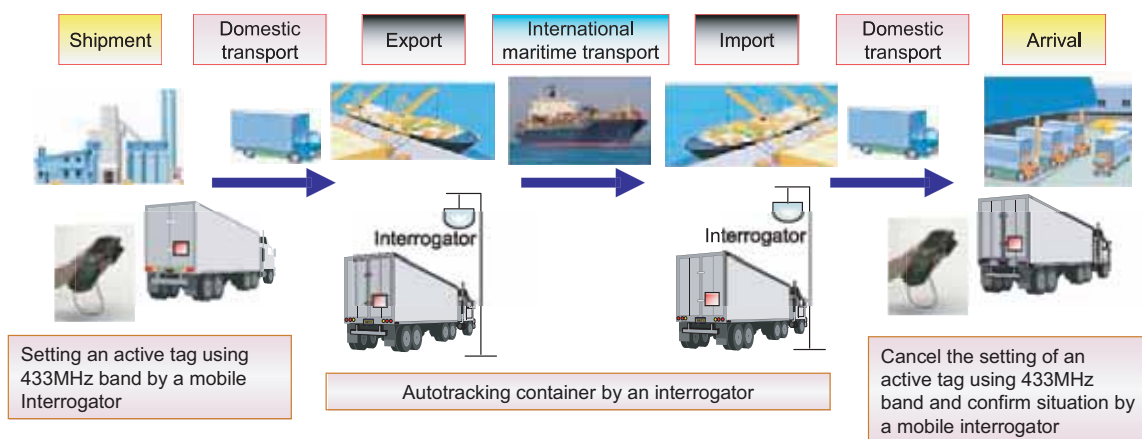 Shipment
Domestic
transport
Export
International
maritime transport
Import
Domestic
transport
Arrival
Interrogator
Interrogator
Setting an active tag using
433MHz band by a mobile
Interrogator
Autotracking container by an interrogator
Cancel the setting of an
active tag using 433MHz
band and confirm situation by
a mobile interrogator